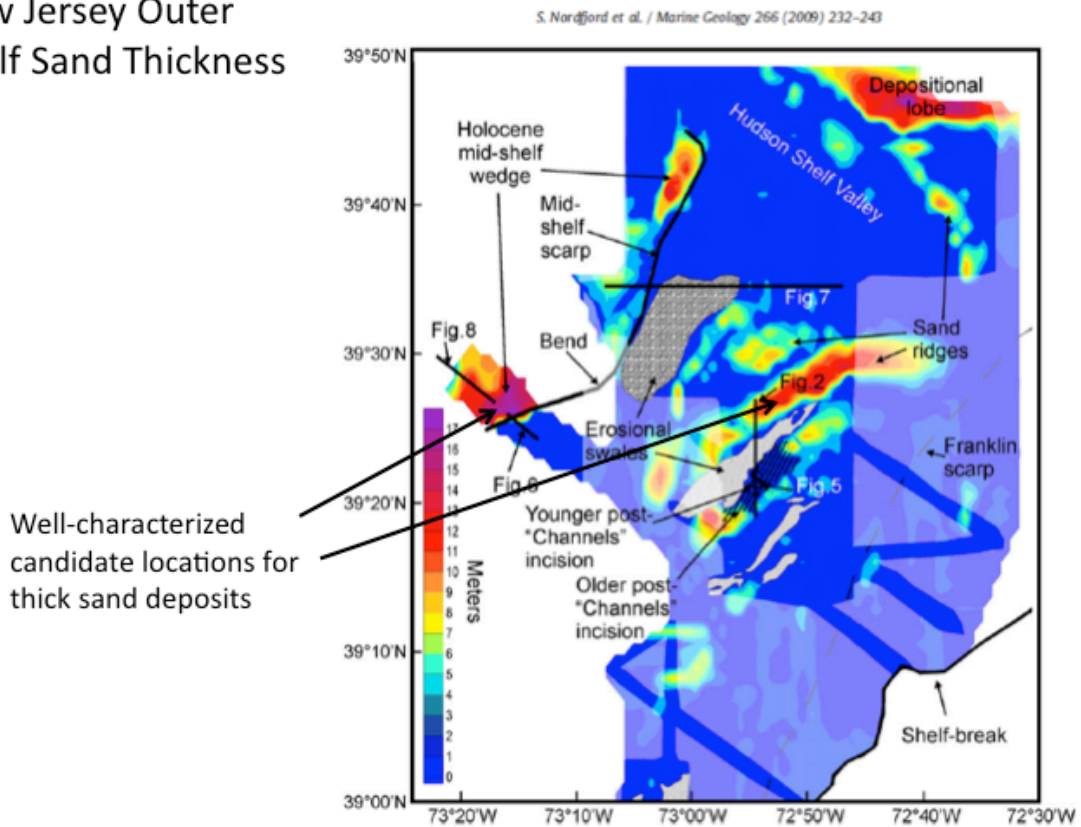 w Jersey Outer
lf Sand Thickness
S. Nordfjord et al. / Marine Geology 266 (2009) 232–243
39°50'N
39°40'N
39°30'N
39°20'N
39°10'N
39°00'N
Depositional
lobe
Hudson Shelf Valley
Holocene
mid-shelf
wedge
Mid-
shelf
scarp
Fig.7
Fig.8
Bend
Sand
ridges
Fig.2
Erosional
swales
Franklin
scarp
Fig.6
Fig.5
Younger post-
"Channels"
incision
Older post-
"Channels"
incision
Well-characterized
candidate locations for
thick sand deposits
17
16
15
14
13
12
11
10
9
8
7
6
5
4
3
2
1
0
Meters
Shelf-break
73°20'W 73°10'W 73°00'W 72°50'W 72°40'W 72°30'W